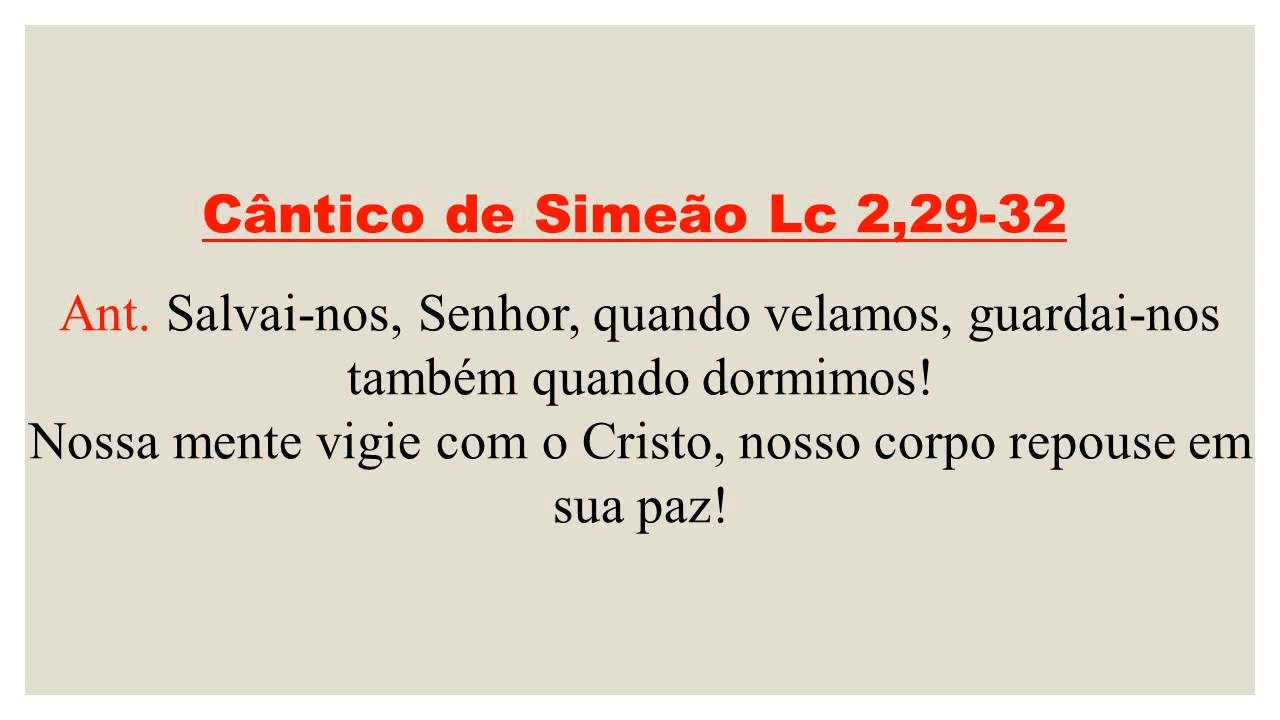 Cântico de Simeão Lc 2,29-32
Ant. Salvai-nos, Senhor, quando velamos, guardai-nos
também quando dormimos!
Nossa mente vigie com o Cristo, nosso corpo repouse em
sua paz!